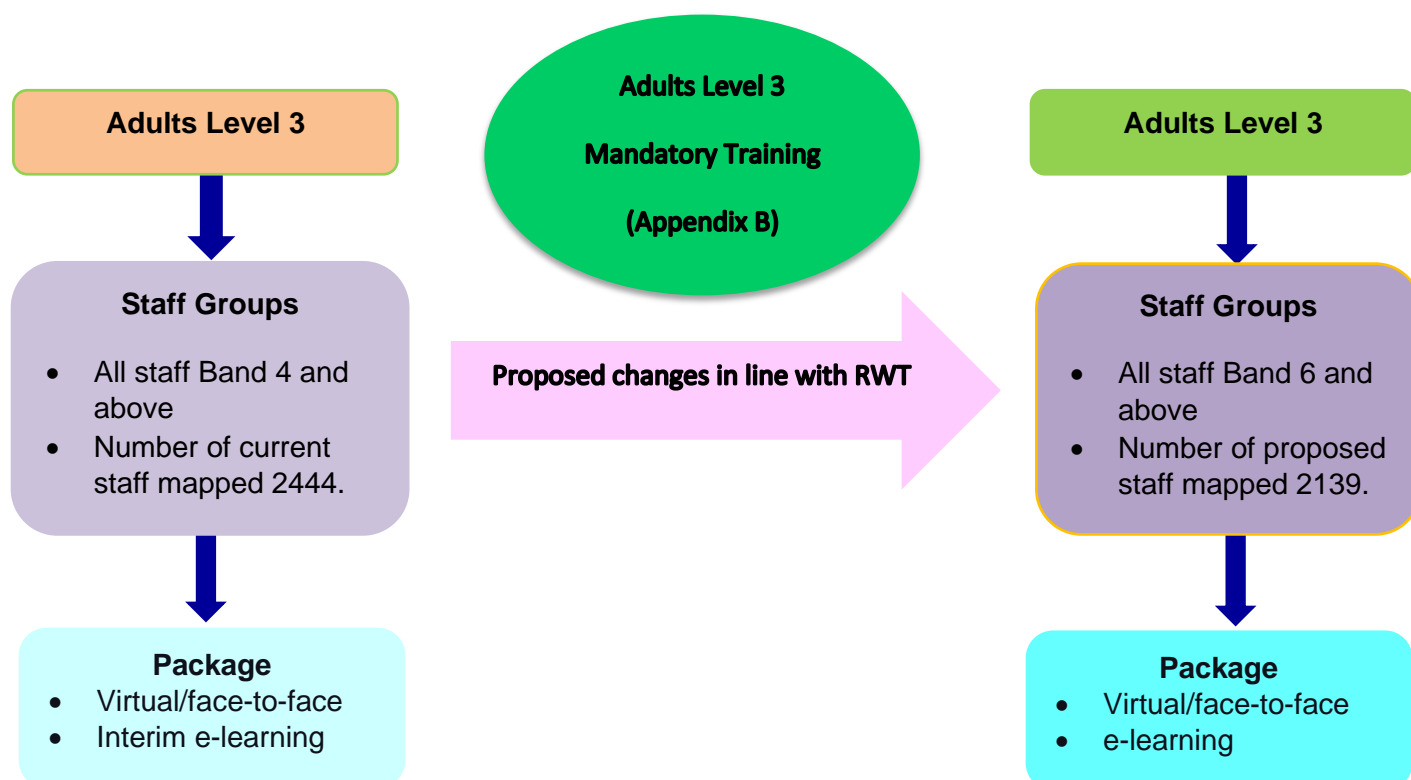 Adults Level 3
Staff Groups
• All staff Band 4 and
above
• Number of current
staff mapped 2444.
Package
• Virtual/face-to-face
• Interim e-learning
Adults Level 3
Mandatory Training
(Appendix B)
Proposed changes in line with RWT
Adults Level 3
Staff Groups
• All staff Band 6 and
above
• Number of proposed
staff mapped 2139.
Package
• Virtual/face-to-face
• e-learning